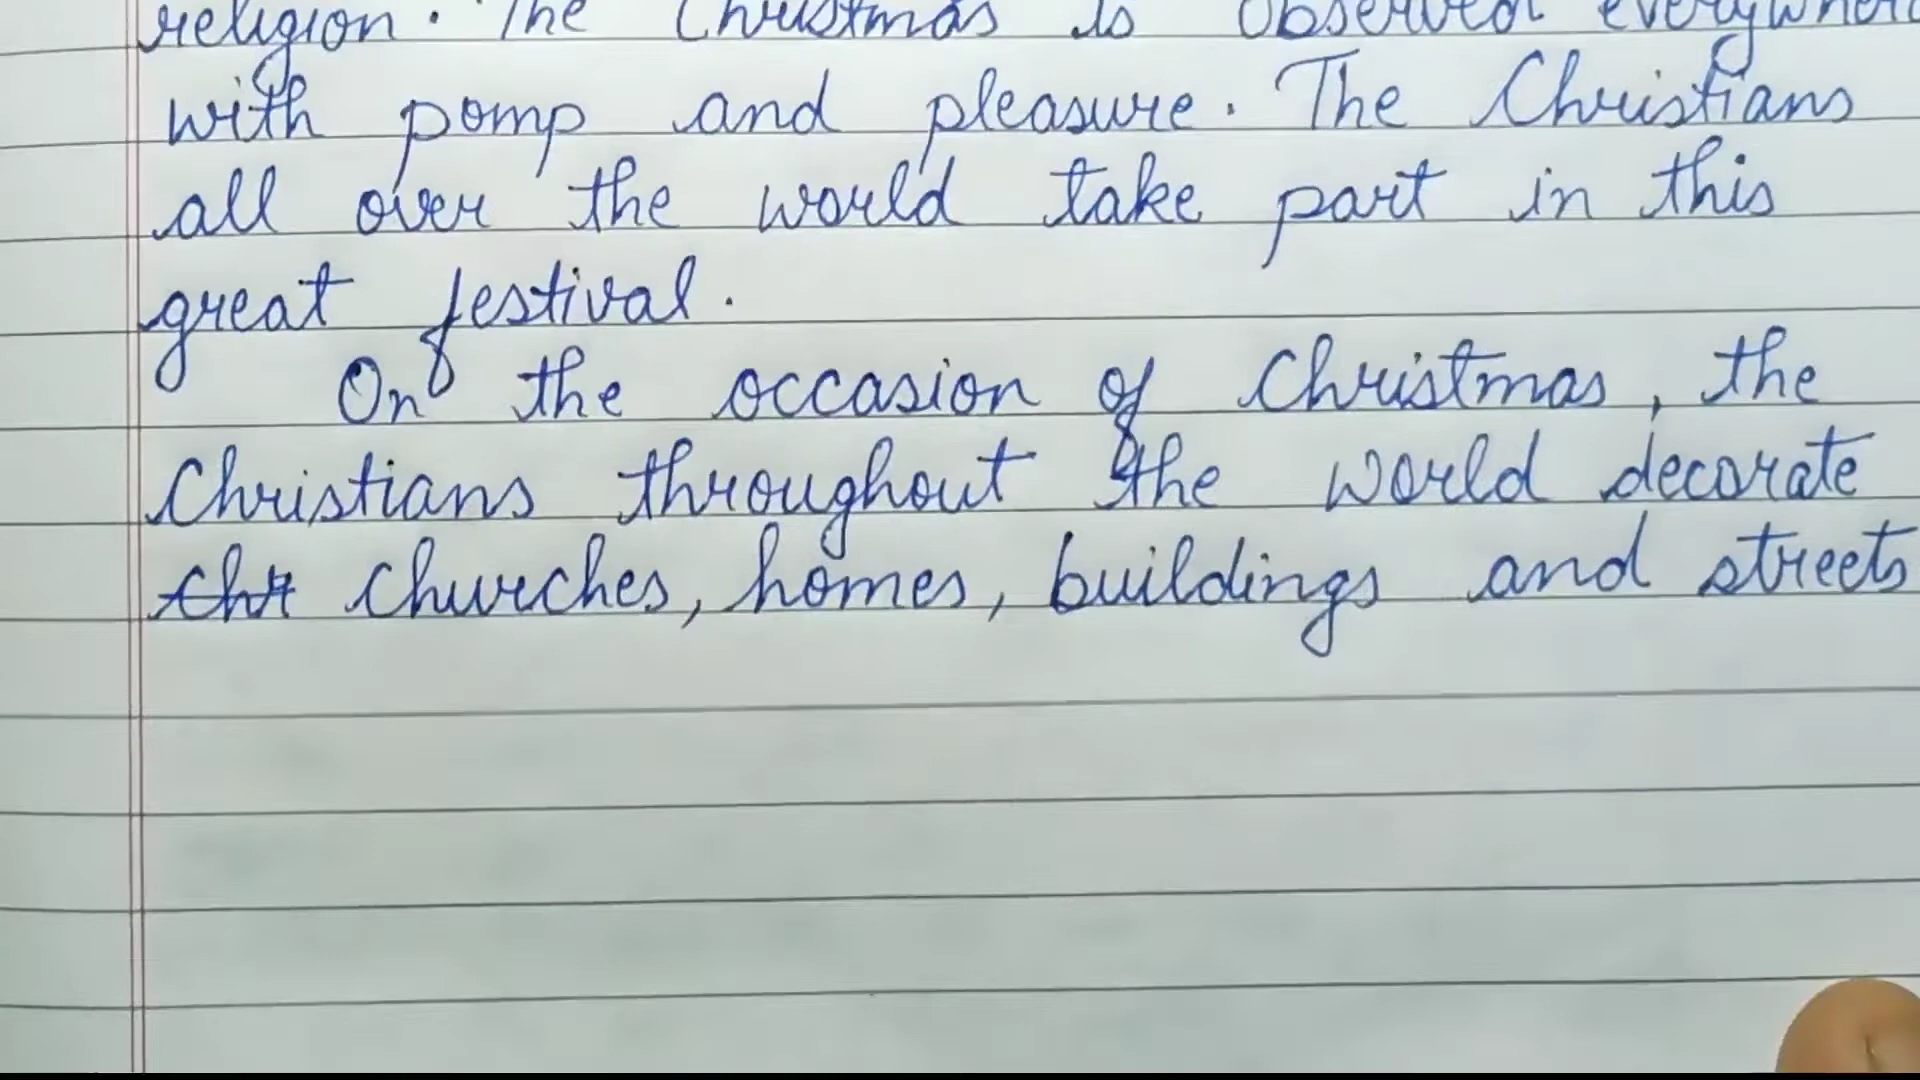 religion. The Christmas is observed everywhere
with pomp and pleasure. The Christians
all over the world take part in this
great festival.
On the occasion of Christmas, the
Christians throughout the world decorate
churches, homes, buildings and streets